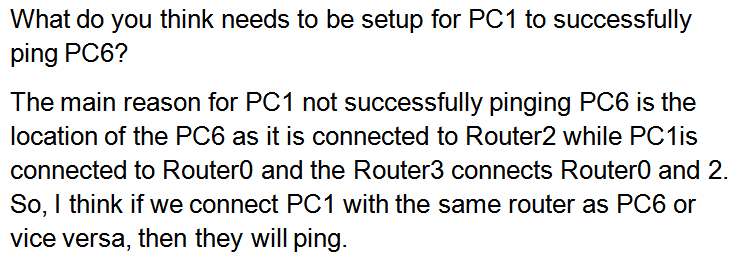 What do you think needs to be setup for PC1 to successfully
ping PC6?
The main reason for PC1 not successfully pinging PC6 is the
location of the PC6 as it is connected to Router2 while PC1is
connected to Router0 and the Router3 connects Router0 and 2.
So, I think if we connect PC1 with the same router as PC6 or
vice versa, then they will ping.